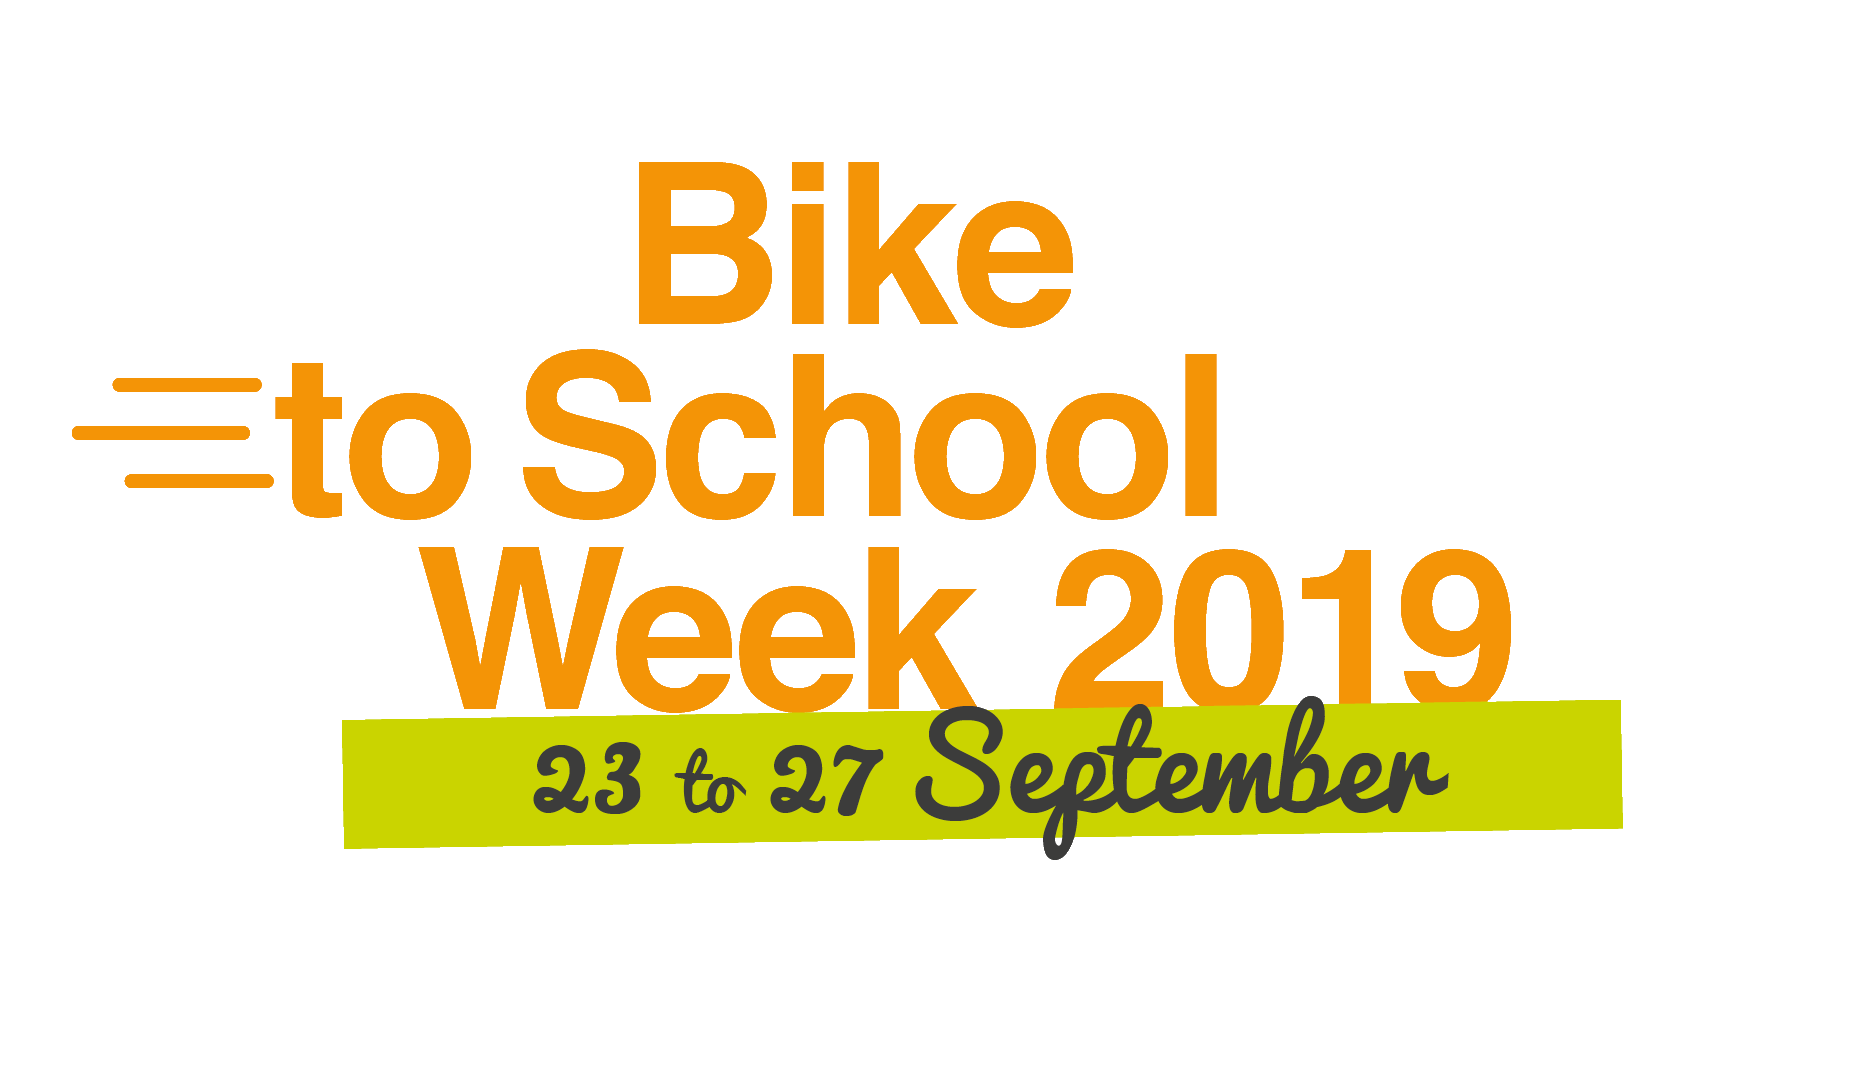 Bike
to School
Week 2019
23 to 27 September